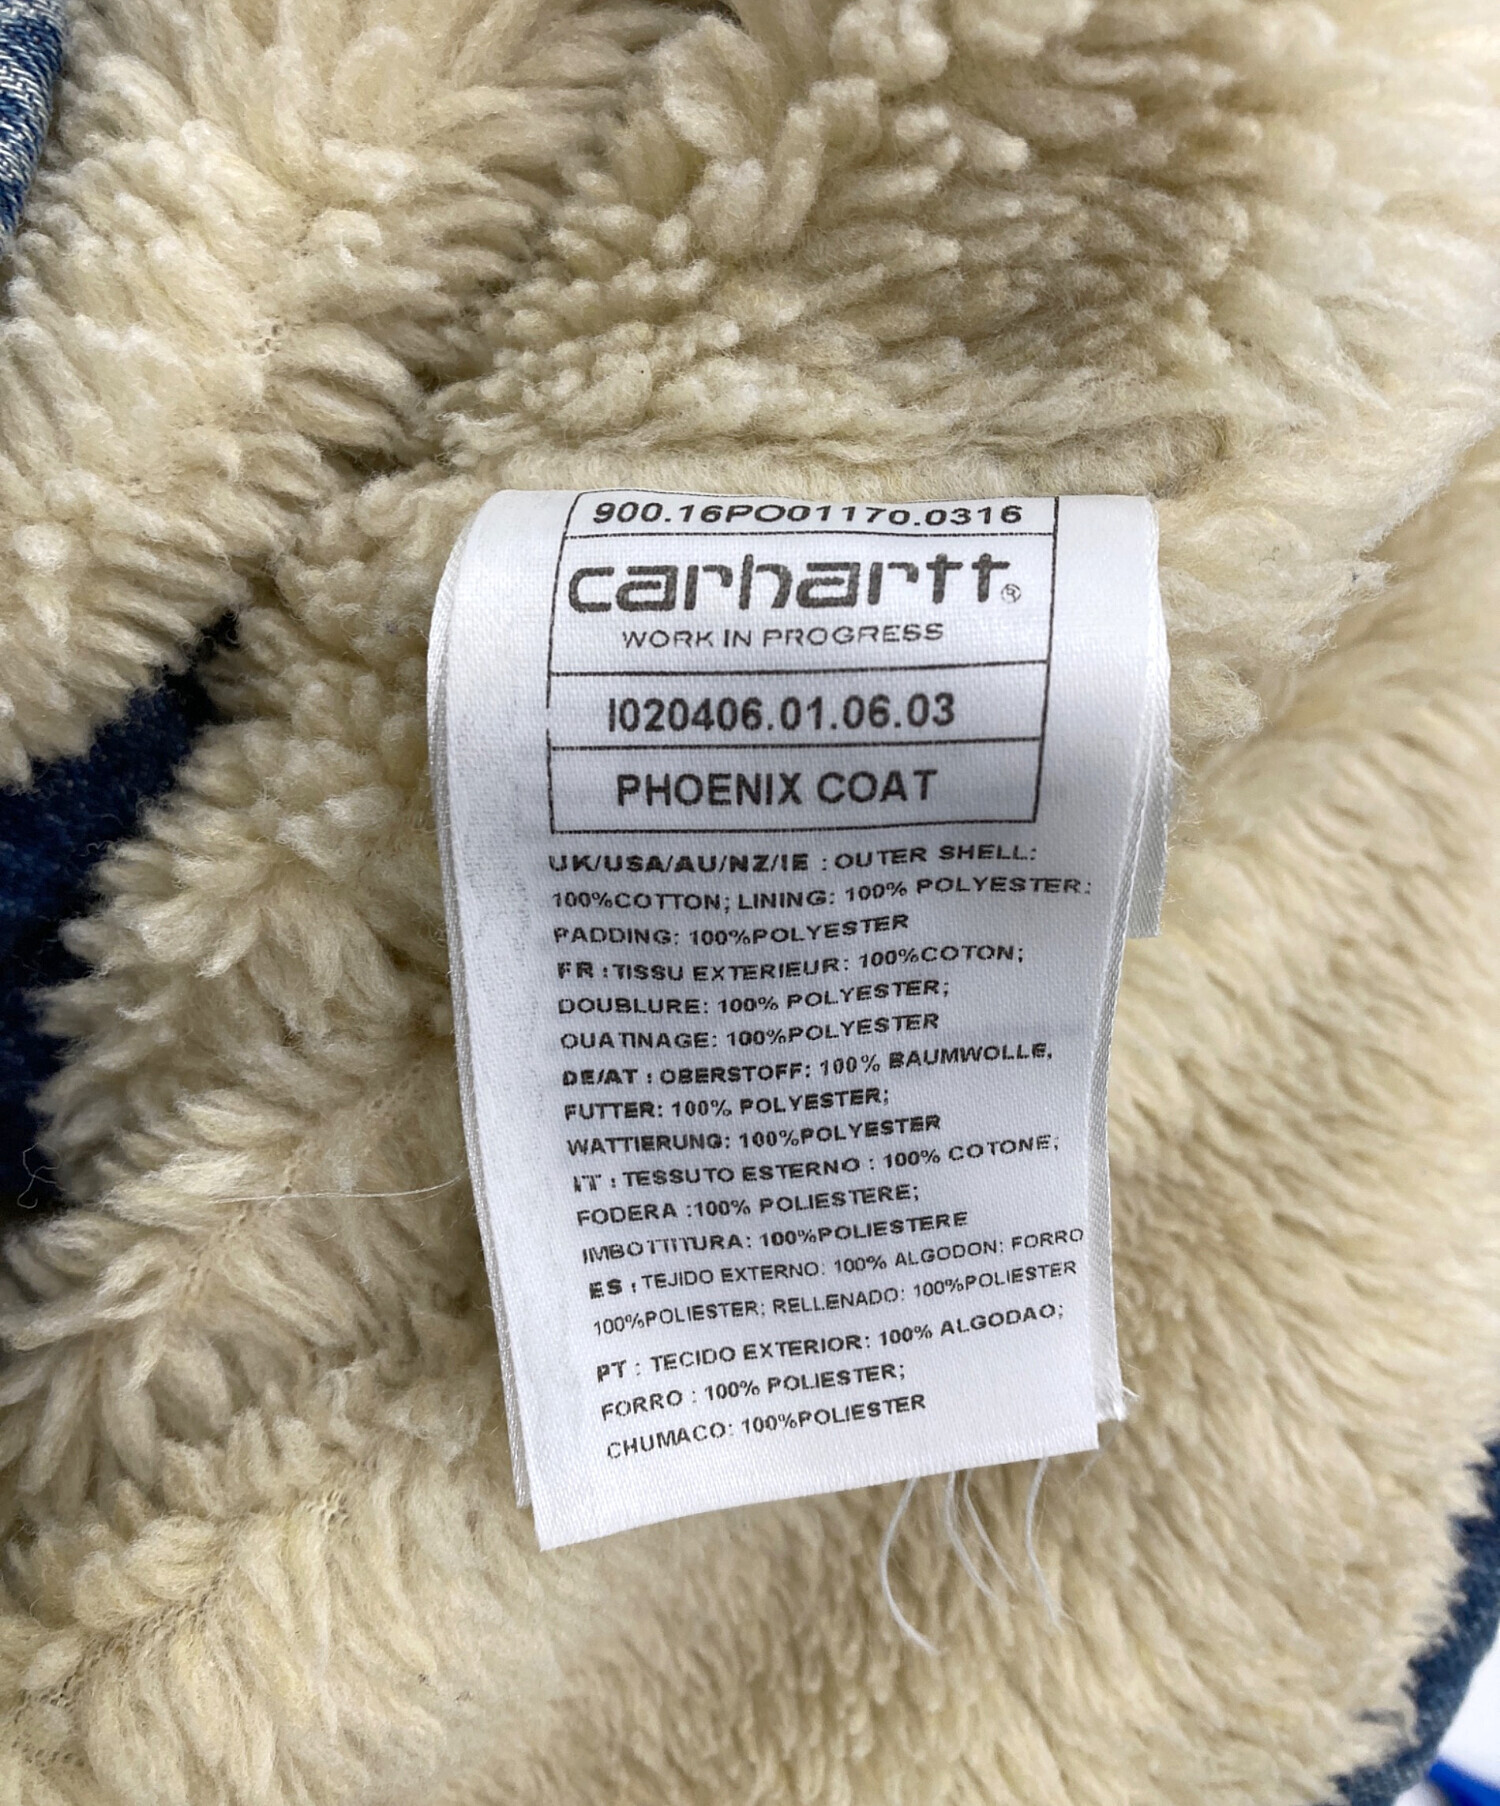 900.16PO01170.0316
carhartt®
WORK IN PROGRESS
I020406.01.06.03
PHOENIX COAT
UK/USA/AU/NZ/IE : OUTER SHELL:
100%COTTON; LINING: 100% POLYESTER:
PADDING: 100%POLYESTER
FR : TISSU EXTERIEUR: 100%COTON;
DOUBLURE: 100% POLYESTER;
OUATINAGE: 100%POLYESTER
DE/AT : OBERSTOFF: 100% BAUMWOLLE,
FUTTER: 100% POLYESTER;
WATTIERUNG: 100%POLYESTER
IT : TESSUTO ESTERNO : 100% COTONE;
FODERA :100% POLIESTERE;
IMBOTTITURA: 100%POLIESTERE
ES : TEJIDO EXTERNO: 100% ALGODON: FORRO
100%POLIESTER; RELLENADO: 100%POLIESTER
PT : TECIDO EXTERIOR: 100% ALGODAO;
FORRO : 100% POLIESTER;
CHUMACO: 100%POLIESTER